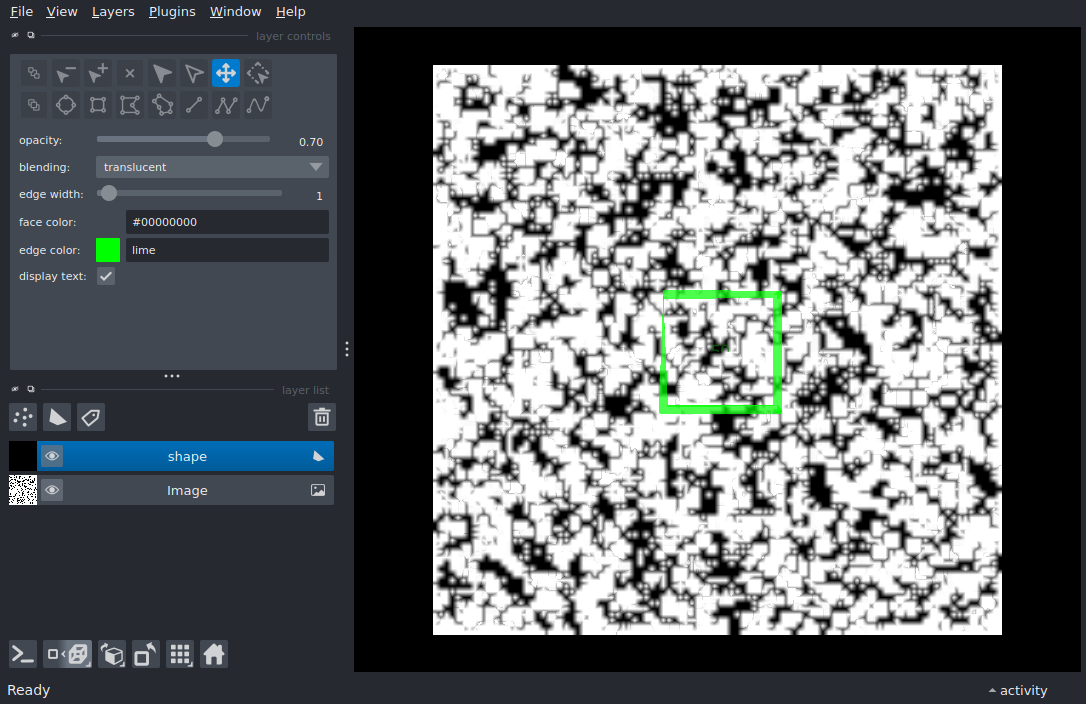 File View Layers Plugins Window Help
layer controls
opacity: 0.70
blending: translucent
edge width: 1
face color: #00000000
edge color: lime
display text:
layer list
shape
Image
Ready
activity